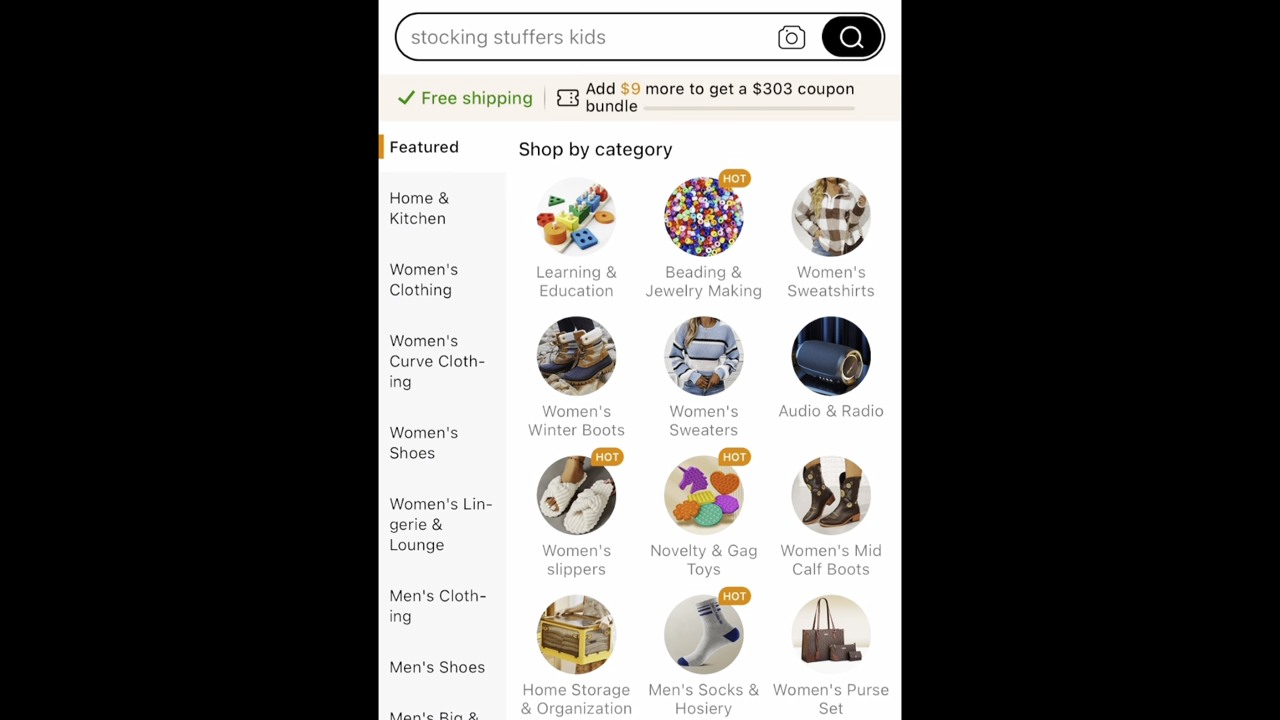 stocking stuffers kids
Free shipping
Add $9 more to get a $303 coupon
bundle
Featured
Home &
Kitchen
Women's
Clothing
Women's
Curve Cloth-
ing
Women's
Shoes
Women's Lin-
gerie &
Lounge
Men's Cloth-
ing
Men's Shoes
Men's Big &
Shop by category
HOT
Learning &
Education
Beading &
Jewelry Making
Women's
Sweatshirts
Women's
Winter Boots
Women's
Sweaters
Audio & Radio
HOT
HOT
Women's
slippers
Novelty & Gag
Toys
Women's Mid
Calf Boots
HOT
Home Storage
& Organization
Men's Socks &
Hosiery
Women's Purse
Set